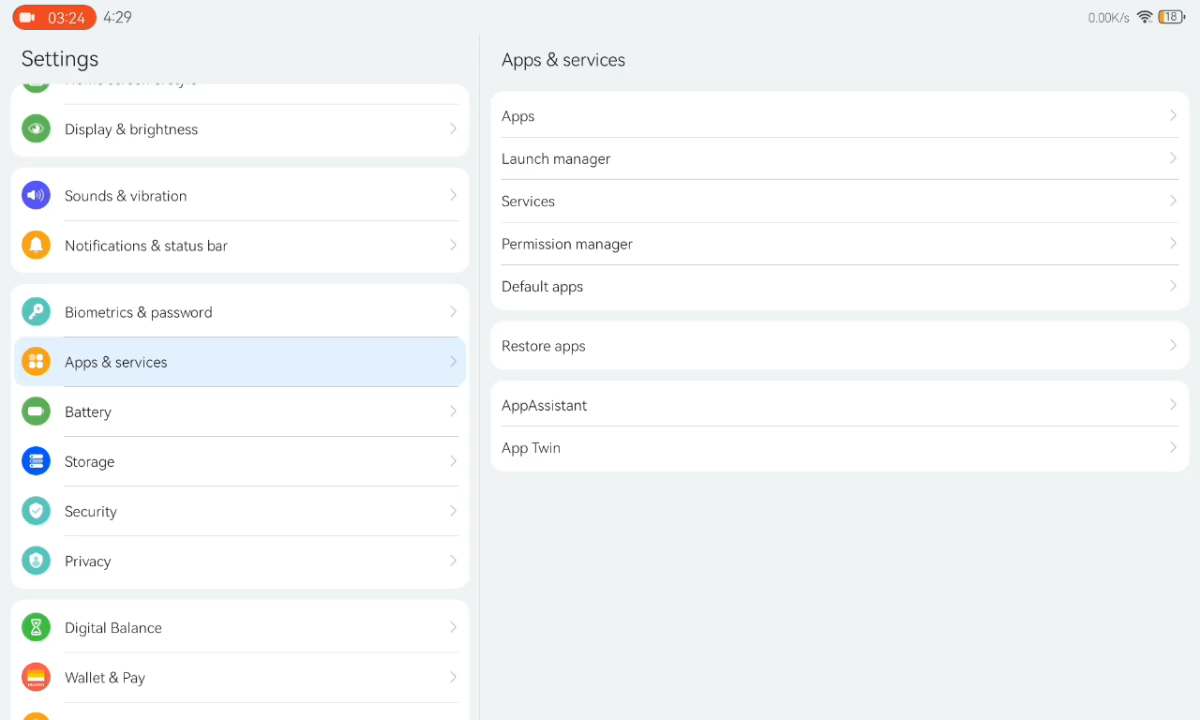 03:24 4:29
0.00K/s 18
Settings
Display & brightness
Sounds & vibration
Notifications & status bar
Biometrics & password
Apps & services
Battery
Storage
Security
Privacy
Digital Balance
Wallet & Pay
Apps & services
Apps
Launch manager
Services
Permission manager
Default apps
Restore apps
AppAssistant
App Twin